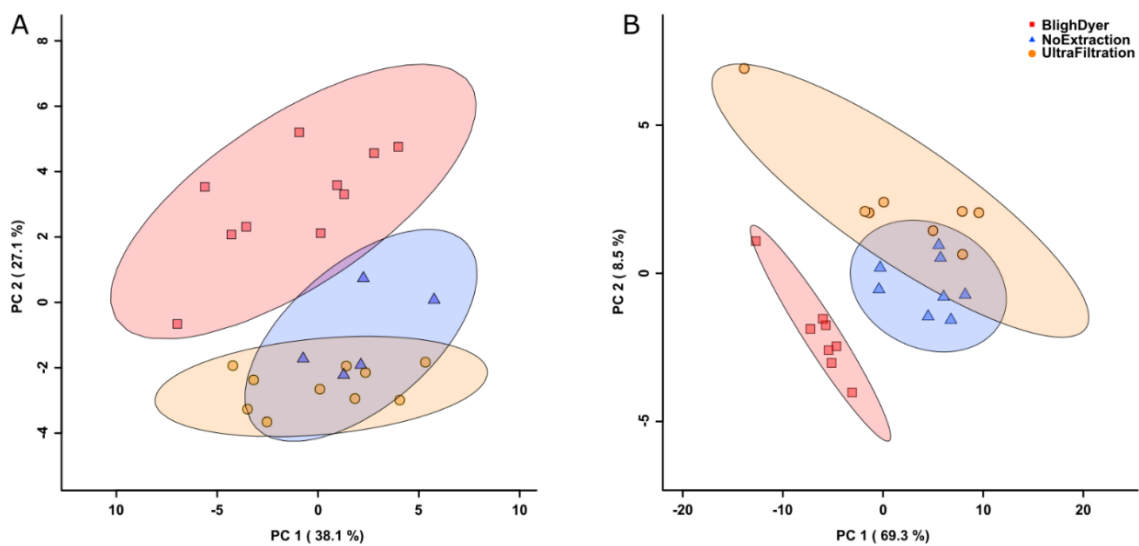 A
8
6
4
2
0
-2
-4
PC 2 ( 27.1 %)
10
-5
0
5
10
PC 1 ( 38.1 %)
B
BlighDyer
NoExtraction
UltraFiltration
5
0
-5
PC 2 ( 8.5 %)
-20
-10
0
10
20
PC 1 ( 69.3 %)